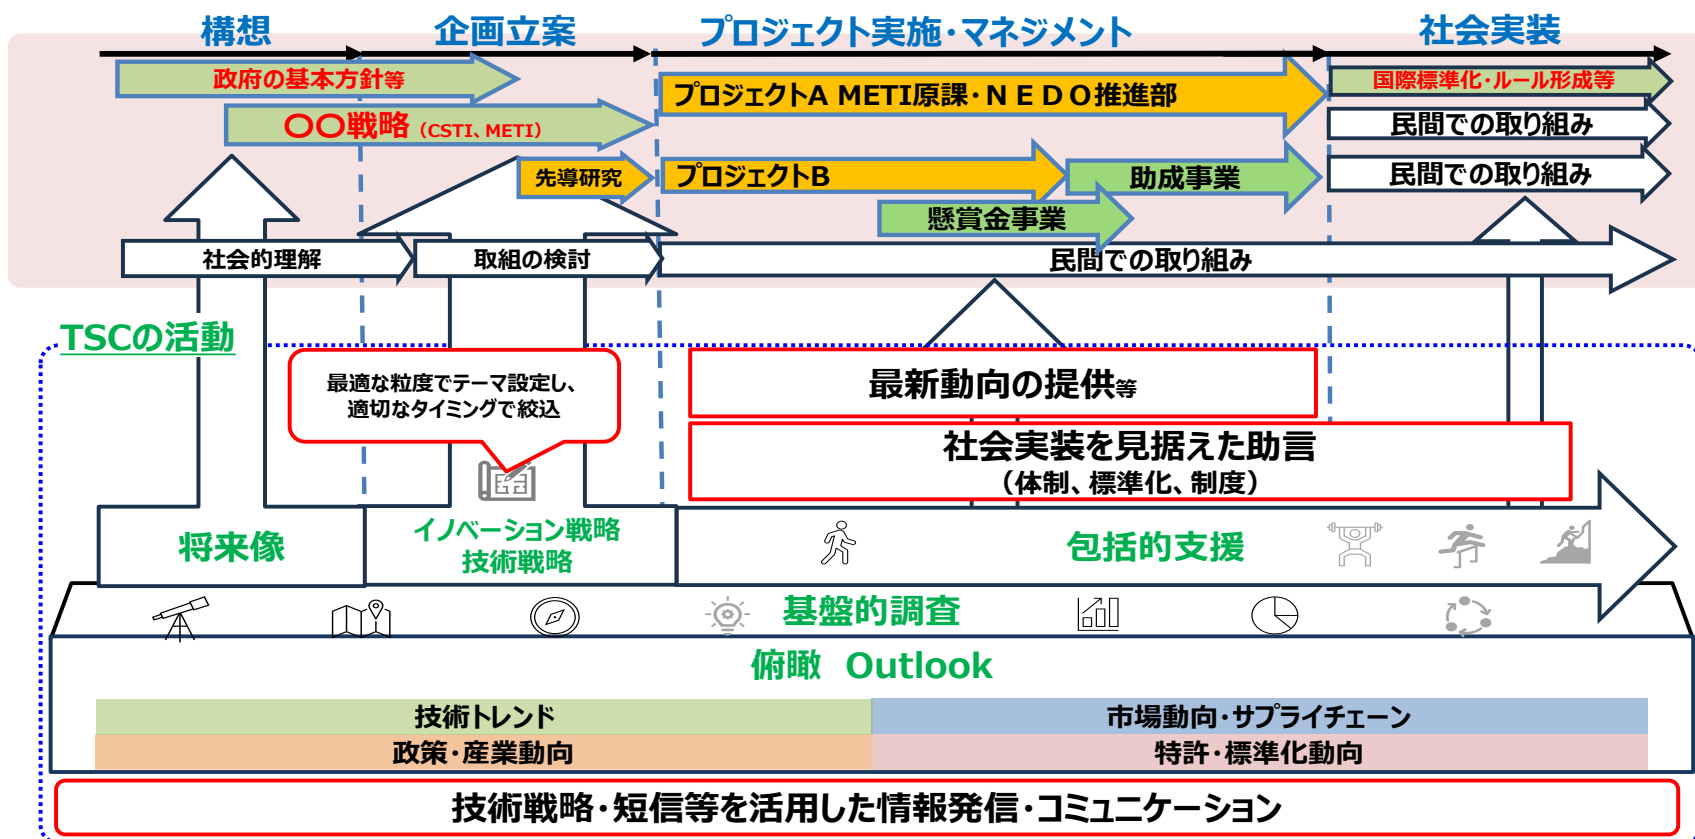 構想
企画立案
プロジェクト実施・マネジメント
社会実装
政府の基本方針等
〇〇戦略（CSTI、METI）
プロジェクトA METI原課・ＮＥＤＯ推進部
国際標準化・ルール形成等
民間での取り組み
先導研究
プロジェクトB
助成事業
民間での取り組み
懸賞金事業
社会的理解
取組の検討
民間での取り組み
TSCの活動
最適な粒度でテーマ設定し、
適切なタイミングで絞込
最新動向の提供等
社会実装を見据えた助言
（体制、標準化、制度）
将来像
イノベーション戦略
技術戦略
包括的支援
基盤的調査
俯瞰　Outlook
技術トレンド
市場動向・サプライチェーン
政策・産業動向
特許・標準化動向
技術戦略・短信等を活用した情報発信・コミュニケーション